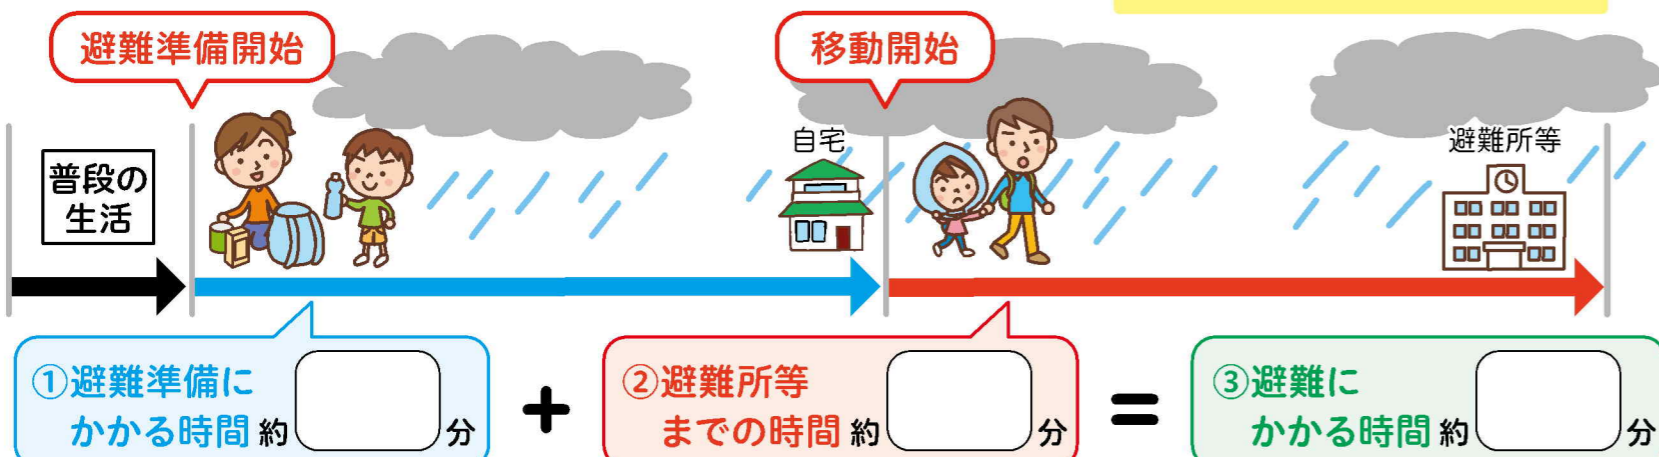 避難準備開始
移動開始
普段の
生活
自宅
避難所等
①避難準備に
かかる時間 約 分
+
②避難所等
までの時間 約 分
=
③避難に
かかる時間 約 分